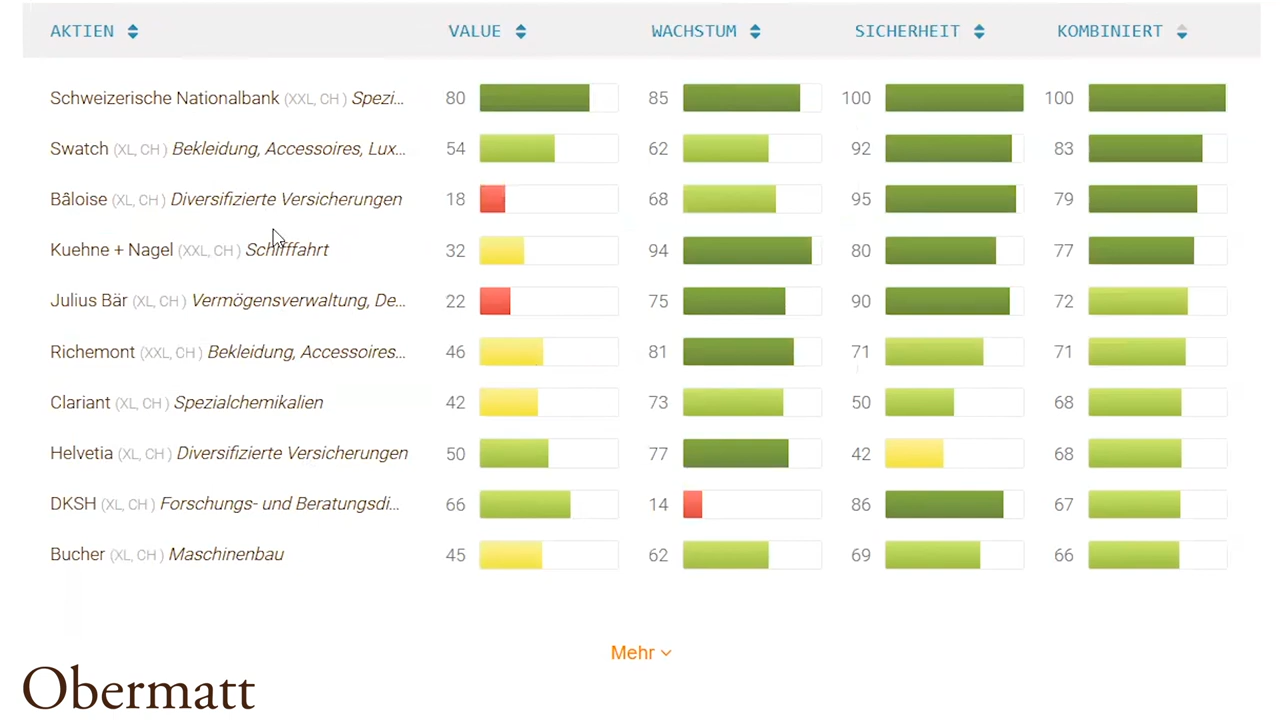 AKTIEN VALUE WACHSTUM SICHERHEIT KOMBINIERT
Schweizerische Nationalbank (XXL, CH ) Spezi... 80 85 100 100
Swatch (XL, CH ) Bekleidung, Accessoires, Lux... 54 62 92 83
Bâloise (XL, CH ) Diversifizierte Versicherungen 18 68 95 79
Kuehne + Nagel (XXL, CH ) Schifffahrt 32 94 80 77
Julius Bär (XL, CH ) Vermögensverwaltung, De... 22 75 90 72
Richemont (XXL, CH ) Bekleidung, Accessoires... 46 81 71 71
Clariant (XL, CH ) Spezialchemikalien 42 73 50 68
Helvetia (XL, CH ) Diversifizierte Versicherungen 50 77 42 68
DKSH (XL, CH ) Forschungs- und Beratungsdi... 66 14 86 67
Bucher (XL, CH ) Maschinenbau 45 62 69 66
Mehr
Obermatt